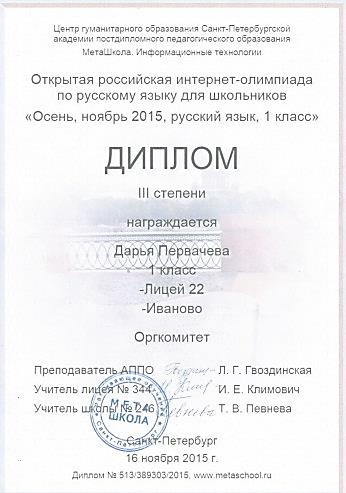 Центр гуманитарного образования Санкт-Петербургской
академии постдипломного педагогического образования
МетаШкола. Информационные технологии
Открытая российская интернет-олимпиада
по русскому языку для школьников
«Осень, ноябрь 2015, русский язык, 1 класс»
ДИПЛОМ
III степени
награждается
Дарья Первачева
1 класс
-Лицей 22
-Иваново
Оргкомитет
Преподаватель АППО Л. Г. Гвоздинская
Учитель лицея № 344 И. Е. Климович
Учитель школы № 246 Т. В. Певнева
МЕТА
ШКОЛА
Санкт-Петербург
Санкт-Петербург
16 ноября 2015 г.
Диплом № 513/389303/2015, www.metaschool.ru